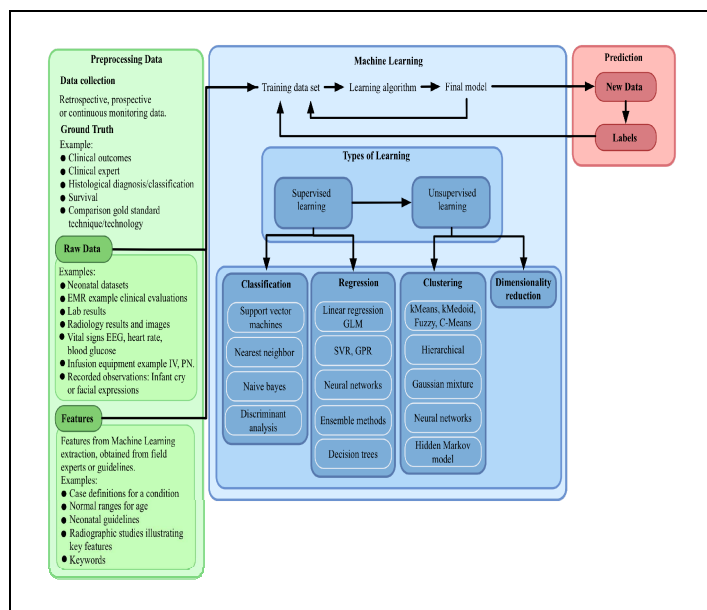 Preprocessing Data
Data collection
Retrospective, prospective
or continuous monitoring data.
Ground Truth
Example:
● Clinical outcomes
● Clinical expert
● Histological diagnosis/classification
● Survival
● Comparison gold standard
technique/technology
Raw Data
Examples:
● Neonatal datasets
● EMR example clinical evaluations
● Lab results
● Radiology results and images
● Vital signs EEG, heart rate,
blood glucose
● Infusion equipment example IV, PN.
● Recorded observations: Infant cry
or facial expressions
Features
Features from Machine Learning
extraction, obtained from field
experts or guidelines.
Examples:
● Case definitions for a condition
● Normal ranges for age
● Neonatal guidelines
● Radiographic studies illustrating
key features
● Keywords
Machine Learning
Training data set
Learning algorithm
Final model
Types of Learning
Supervised
learning
Unsupervised
learning
Classification
Support vector
machines
Nearest neighbor
Naive bayes
Discriminant
analysis
Regression
Linear regression
GLM
SVR, GPR
Neural networks
Ensemble methods
Decision trees
Clustering
kMeans, kMedoid,
Fuzzy, C-Means
Hierarchical
Gaussian mixture
Neural networks
Hidden Markov
model
Dimensionality
reduction
Prediction
New Data
Labels